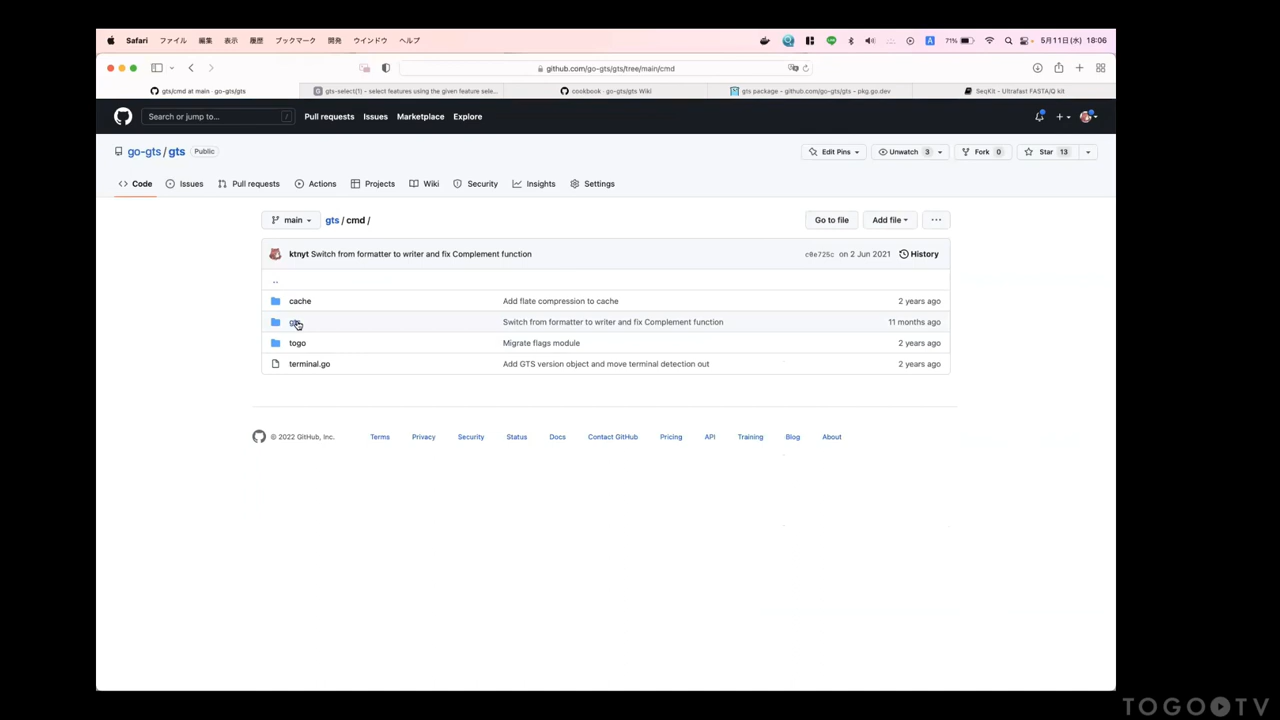 Safari ファイル 編集 表示 履歴 ブックマーク 開発 ウインドウ ヘルプ A 71% 5月11日(水) 18:06
github.com/go-gts/gts/tree/main/cmd
gts/cmd at main · go-gts/gts
gts-select(1) – select features using the given feature sele...
cookbook · go-gts/gts Wiki
gts package - github.com/go-gts/gts - pkg.go.dev
SeqKit - Ultrafast FASTA/Q kit
Search or jump to... / Pull requests Issues Marketplace Explore
go-gts / gts Public Edit Pins Unwatch 3 Fork 0 Star 13
Code Issues Pull requests Actions Projects Wiki Security Insights Settings
main gts / cmd / Go to file Add file ...
ktnyt Switch from formatter to writer and fix Complement function c0e725c on 2 Jun 2021 History
..
cache Add flate compression to cache 2 years ago
Switch from formatter to writer and fix Complement function 11 months ago
togo Migrate flags module 2 years ago
terminal.go Add GTS version object and move terminal detection out 2 years ago
© 2022 GitHub, Inc. Terms Privacy Security Status Docs Contact GitHub Pricing API Training Blog About
TOGO TV